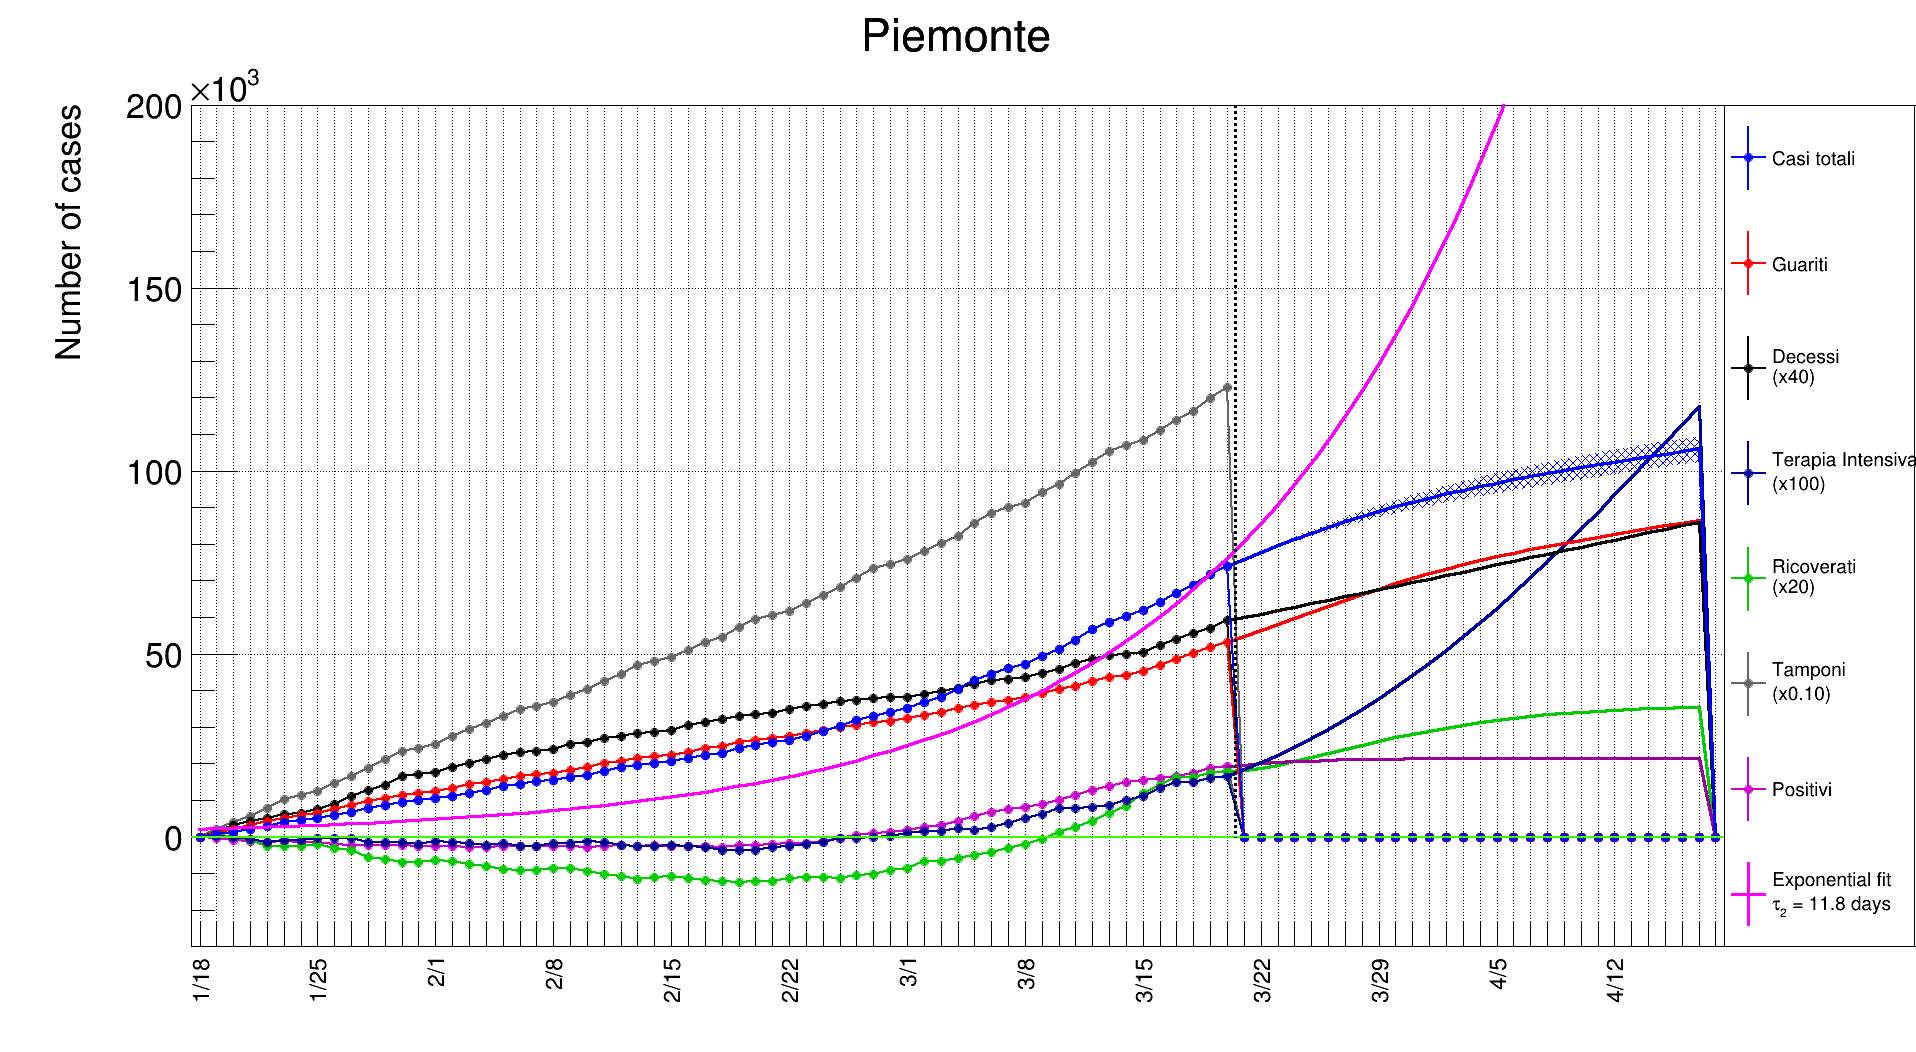 Piemonte
×10³
Number of cases
200
150
100
50
0
1/18
1/25
2/1
2/8
2/15
2/22
3/1
3/8
3/15
3/22
3/29
4/5
4/12
Casi totali
Guariti
Decessi
(x40)
Terapia Intensiva
(x100)
Ricoverati
(x20)
Tamponi
(x0.10)
Positivi
Exponential fit
τ₂ = 11.8 days